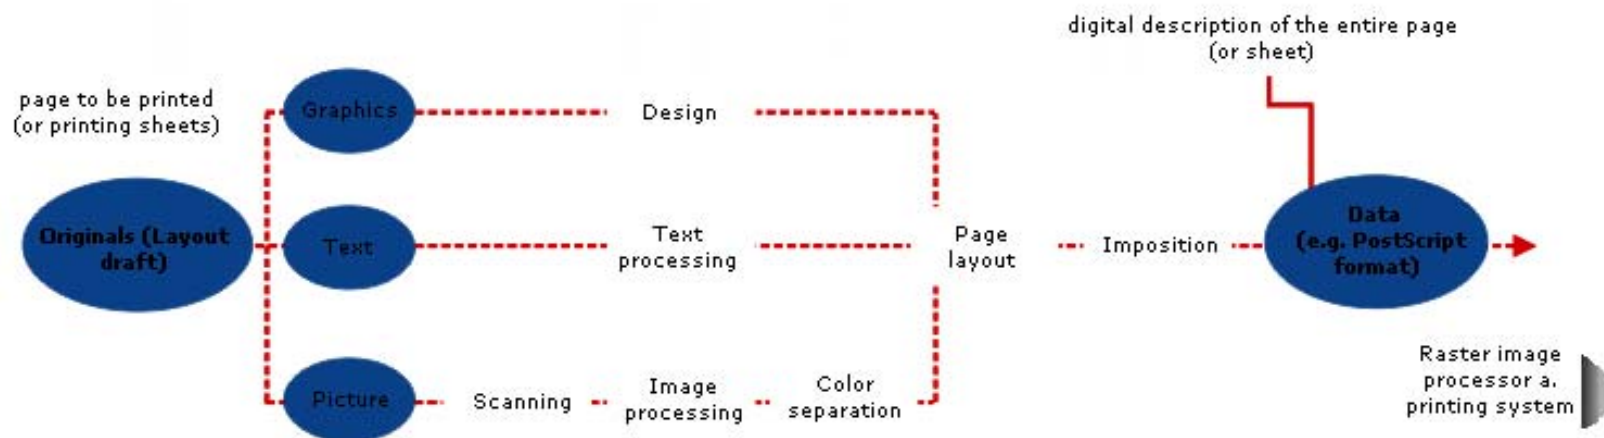 page to be printed
(or printing sheets)
Originals (Layout
draft)
Graphics
Design
Text
Text
processing
Picture
Scanning
Image
processing
Color
separation
Page
layout
Imposition
digital description of the entire page
(or sheet)
Data
(e.g. PostScript
format)
Raster image
processor a.
printing system